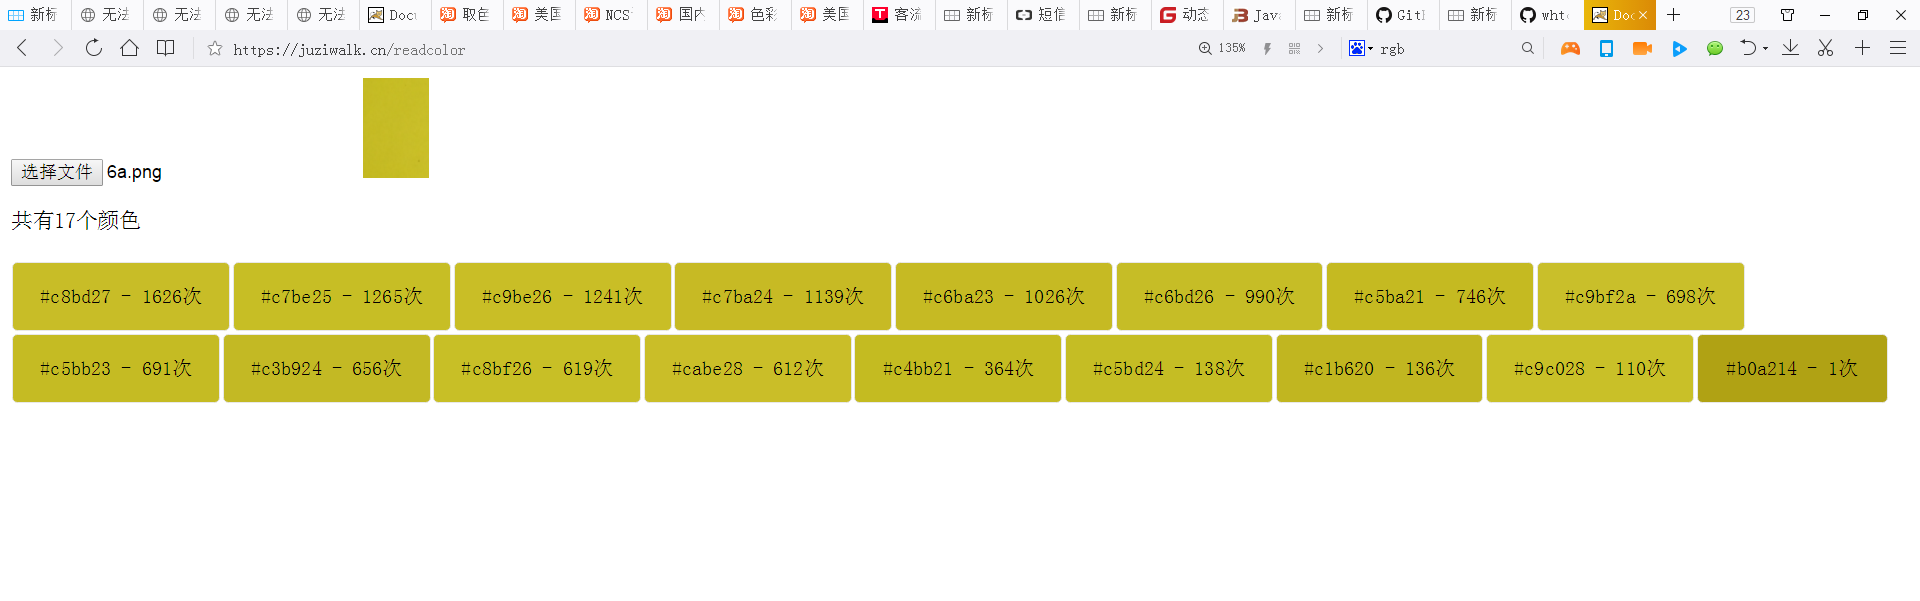 新标 无法 无法 无法 无法 Docu 取色 美国 NCS 国内 色彩 美国 客流 新标 短信 新标 动态 Java 新标 GitH 新标 whtc Doc 23
https://juziwalk.cn/readcolor 135% rgb
选择文件 6a.png
共有17个颜色
#c8bd27 - 1626次 #c7be25 - 1265次 #c9be26 - 1241次 #c7ba24 - 1139次 #c6ba23 - 1026次 #c6bd26 - 990次 #c5ba21 - 746次 #c9bf2a - 698次
#c5bb23 - 691次 #c3b924 - 656次 #c8bf26 - 619次 #cabe28 - 612次 #c4bb21 - 364次 #c5bd24 - 138次 #c1b620 - 136次 #c9c028 - 110次 #b0a214 - 1次